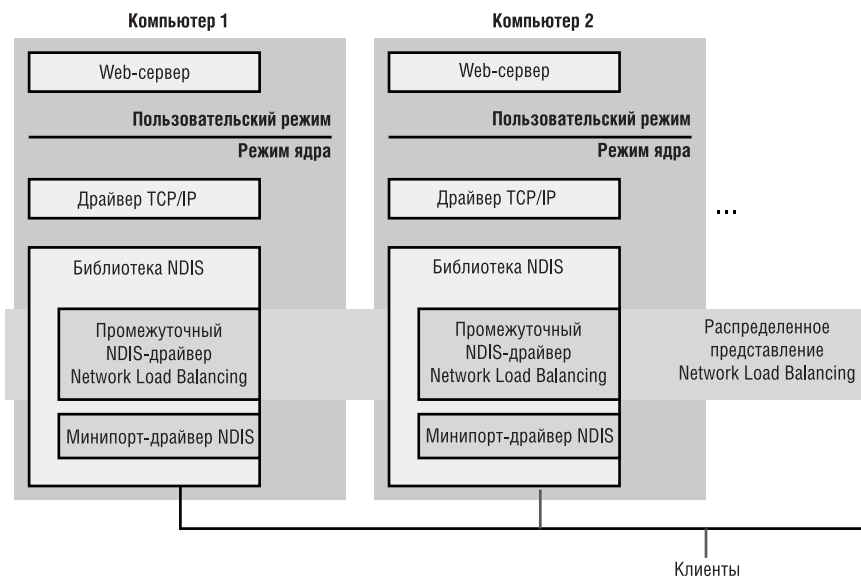 Компьютер 1
Web-сервер
Пользовательский режим
Режим ядра
Драйвер TCP/IP
Библиотека NDIS
Промежуточный
NDIS-драйвер
Network Load Balancing
Минипорт-драйвер NDIS
Компьютер 2
Web-сервер
Пользовательский режим
Режим ядра
Драйвер TCP/IP
Библиотека NDIS
Промежуточный
NDIS-драйвер
Network Load Balancing
Минипорт-драйвер NDIS
...
Распределенное
представление
Network Load Balancing
Клиенты